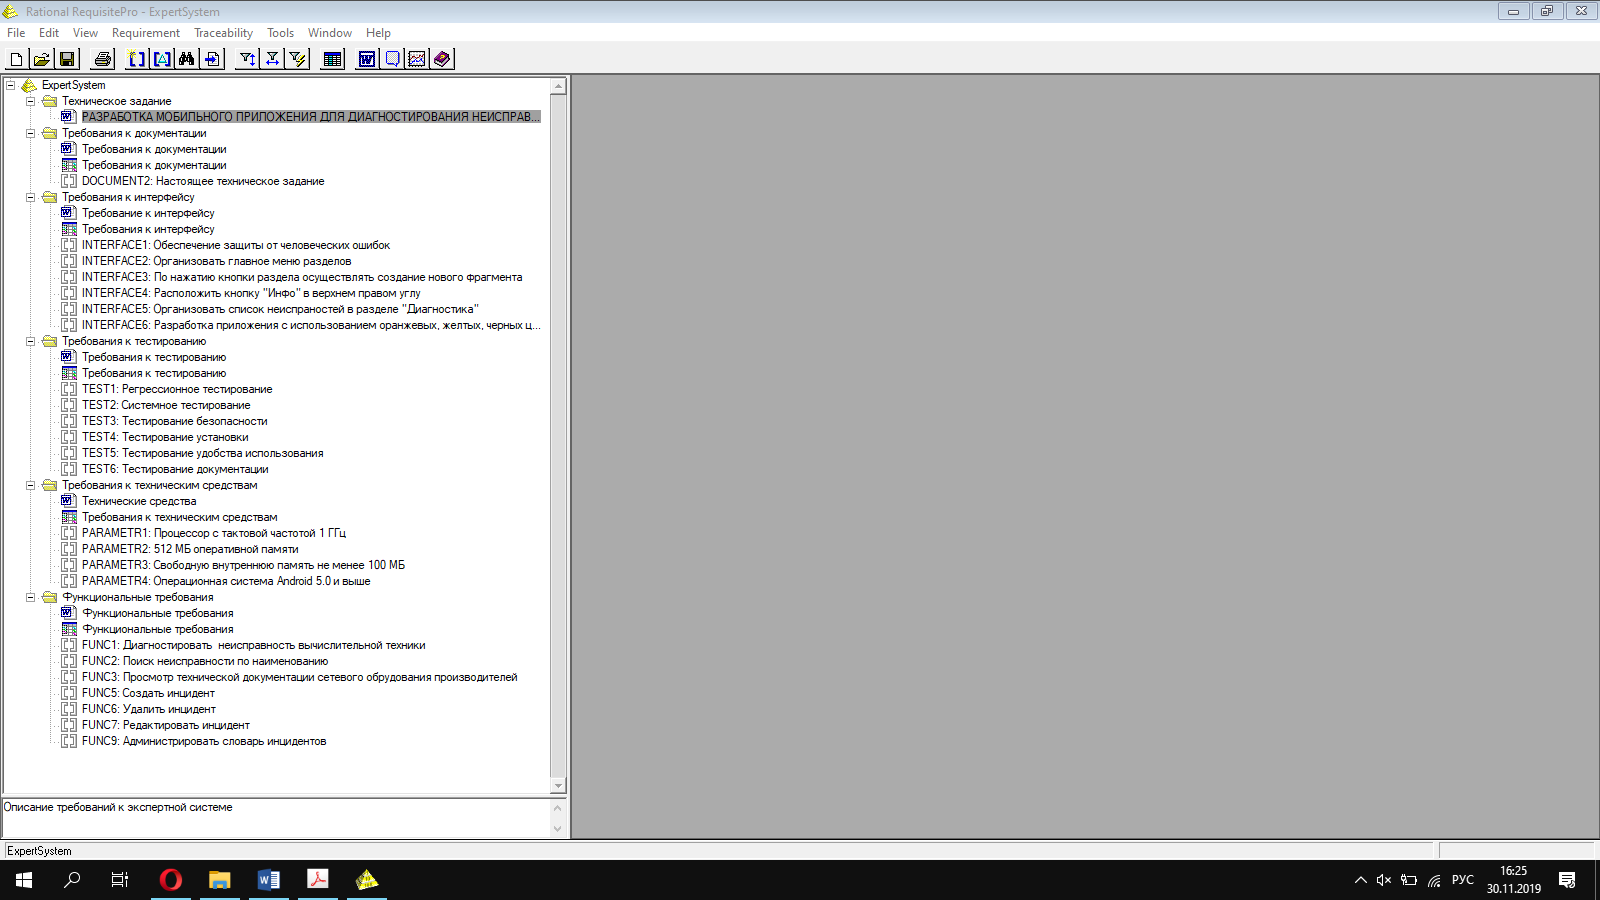 Rational RequisitePro - ExpertSystem
File Edit View Requirement Traceability Tools Window Help
ExpertSystem
Техническое задание
РАЗРАБОТКА МОБИЛЬНОГО ПРИЛОЖЕНИЯ ДЛЯ ДИАГНОСТИРОВАНИЯ НЕИСПРАВ...
Требования к документации
Требования к документации
Требования к документации
DOCUMENT2: Настоящее техническое задание
Требования к интерфейсу
Требование к интерфейсу
Требования к интерфейсу
INTERFACE1: Обеспечение защиты от человеческих ошибок
INTERFACE2: Организовать главное меню разделов
INTERFACE3: По нажатию кнопки раздела осуществлять создание нового фрагмента
INTERFACE4: Расположить кнопку "Инфо" в верхнем правом углу
INTERFACE5: Организовать список неиспраностей в разделе "Диагностика"
INTERFACE6: Разработка приложения с использованием оранжевых, желтых, черных ц...
Требования к тестированию
Требования к тестированию
Требования к тестированию
TEST1: Регрессионное тестирование
TEST2: Системное тестирование
TEST3: Тестирование безопасности
TEST4: Тестирование установки
TEST5: Тестирование удобства использования
TEST6: Тестирование документации
Требования к техническим средствам
Технические средства
Требования к техническим средствам
PARAMETR1: Процессор с тактовой частотой 1 ГГц
PARAMETR2: 512 МБ оперативной памяти
PARAMETR3: Свободную внутреннюю память не менее 100 МБ
PARAMETR4: Операционная система Android 5.0 и выше
Функциональные требования
Функциональные требования
Функциональные требования
FUNC1: Диагностировать  неисправность вычислительной техники
FUNC2: Поиск неисправности по наименованию
FUNC3: Просмотр технической документации сетевого обрудования производителей
FUNC5: Создать инцидент
FUNC6: Удалить инцидент
FUNC7: Редактировать инцидент
FUNC9: Администрировать словарь инцидентов
Описание требований к экспертной системе
ExpertSystem
РУС
16:25
30.11.2019